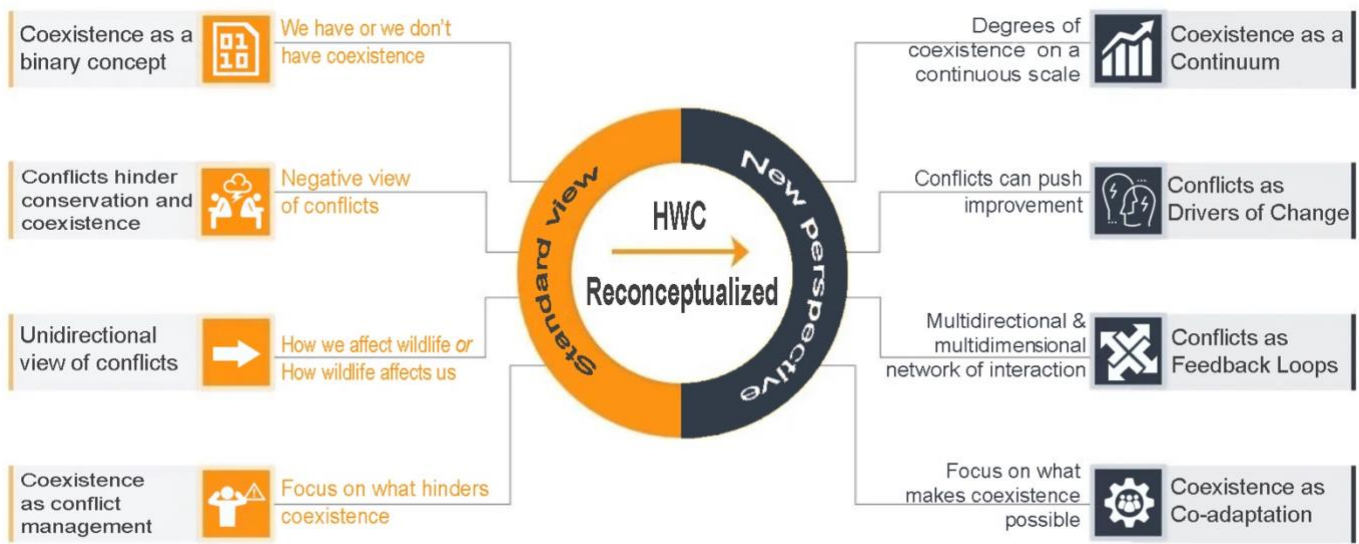 Coexistence as a
binary concept
01
10
We have or we don't
have coexistence
Conflicts hinder
conservation and
coexistence
Negative view
of conflicts
Unidirectional
view of conflicts
How we affect wildlife or
How wildlife affects us
Coexistence
as conflict
management
Focus on what hinders
coexistence
Standard view
HWC
Reconceptualized
New perspective
Degrees of
coexistence on a
continuous scale
Coexistence as a
Continuum
Conflicts can push
improvement
Conflicts as
Drivers of Change
Multidirectional &
multidimensional
network of interaction
Conflicts as
Feedback Loops
Focus on what
makes coexistence
possible
Coexistence as
Co-adaptation